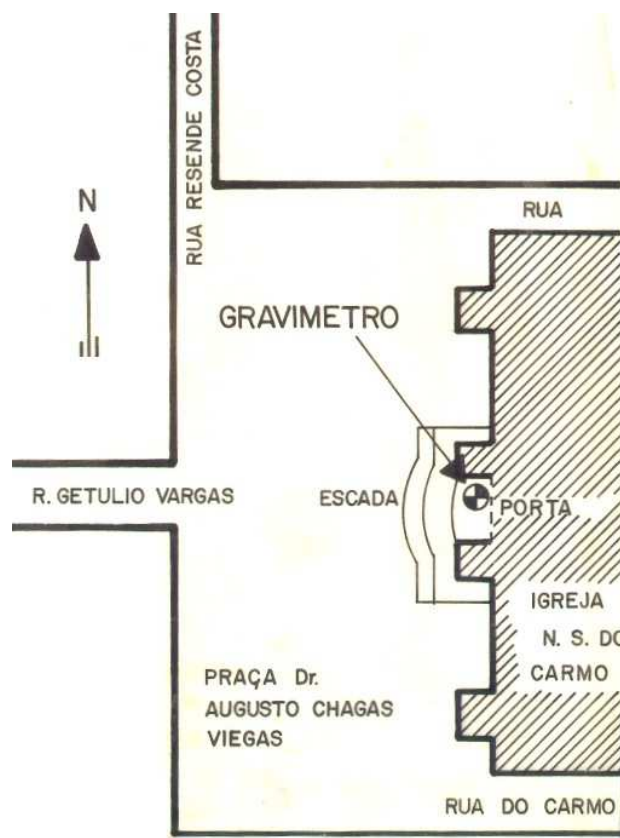 RUA RESENDE COSTA
N
RUA
GRAVIMETRO
R. GETULIO VARGAS
ESCADA
PORTA
IGREJA
N. S. DO
CARMO
PRAÇA Dr.
AUGUSTO CHAGAS
VIEGAS
RUA DO CARMO